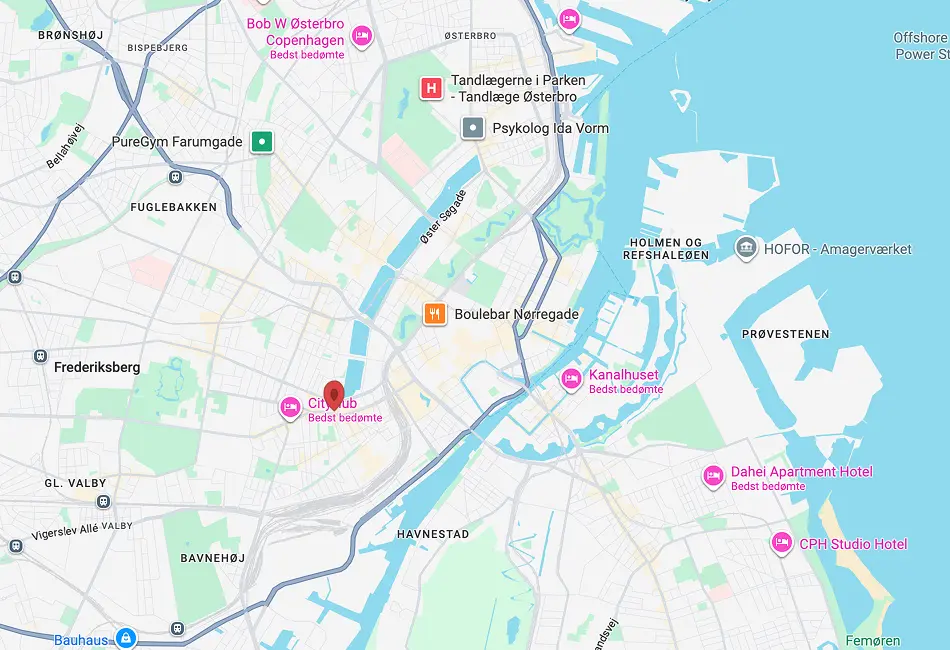 Bob W Østerbro
Copenhagen
Bedst bedømte
BRØNSHØJ
BISPEBJERG
ØSTERBRO
Offshore
Power St
Tandlægerne i Parken
- Tandlæge Østerbro
Psykolog Ida Vorm
PureGym Farumgade
Bellahøjvej
FUGLEBAKKEN
Øster Søgade
HOLMEN OG
REFSHALEØEN
HOFOR - Amagerværket
Boulebar Nørregade
PRØVESTENEN
Frederiksberg
Kanalhuset
Bedst bedømte
Bedst bedømte
Dahei Apartment Hotel
Bedst bedømte
GL. VALBY
Vigerslev Allé
VALBY
HAVNESTAD
CPH Studio Hotel
BAVNEHØJ
Bauhaus
Femøren